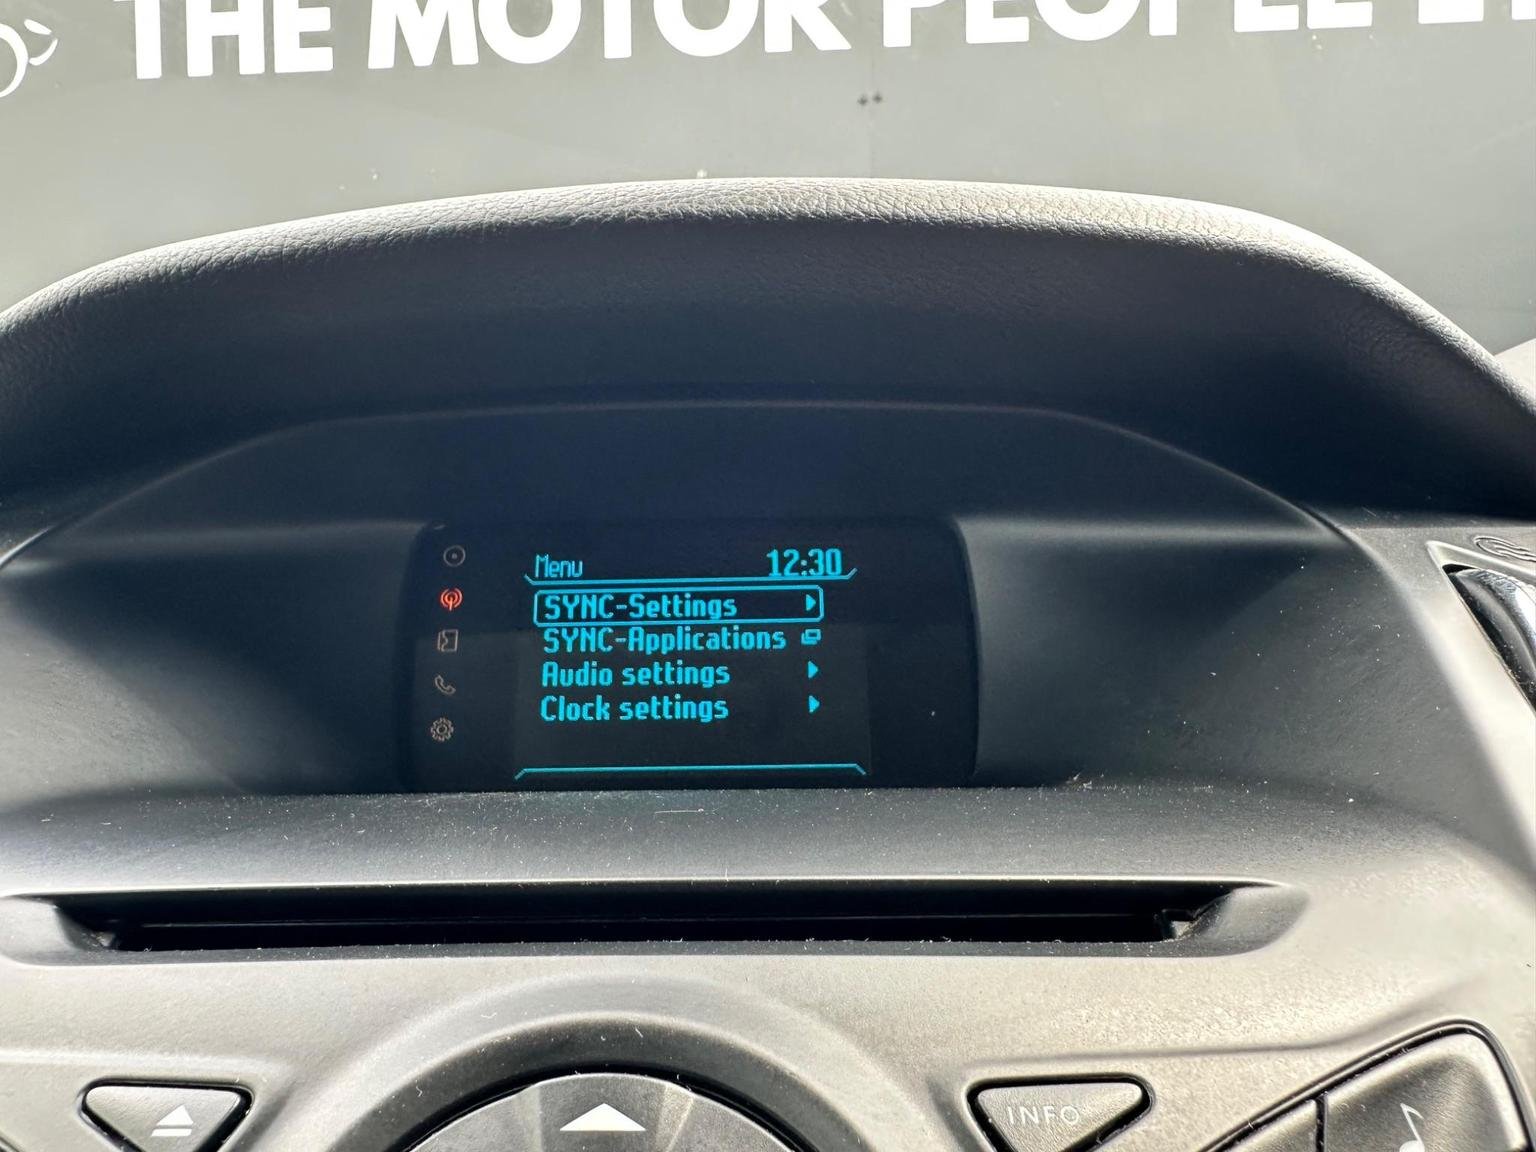 THE MOTOR PEOPLE
Menu 12:30
SYNC-Settings
SYNC-Applications
Audio settings
Clock settings
INFO